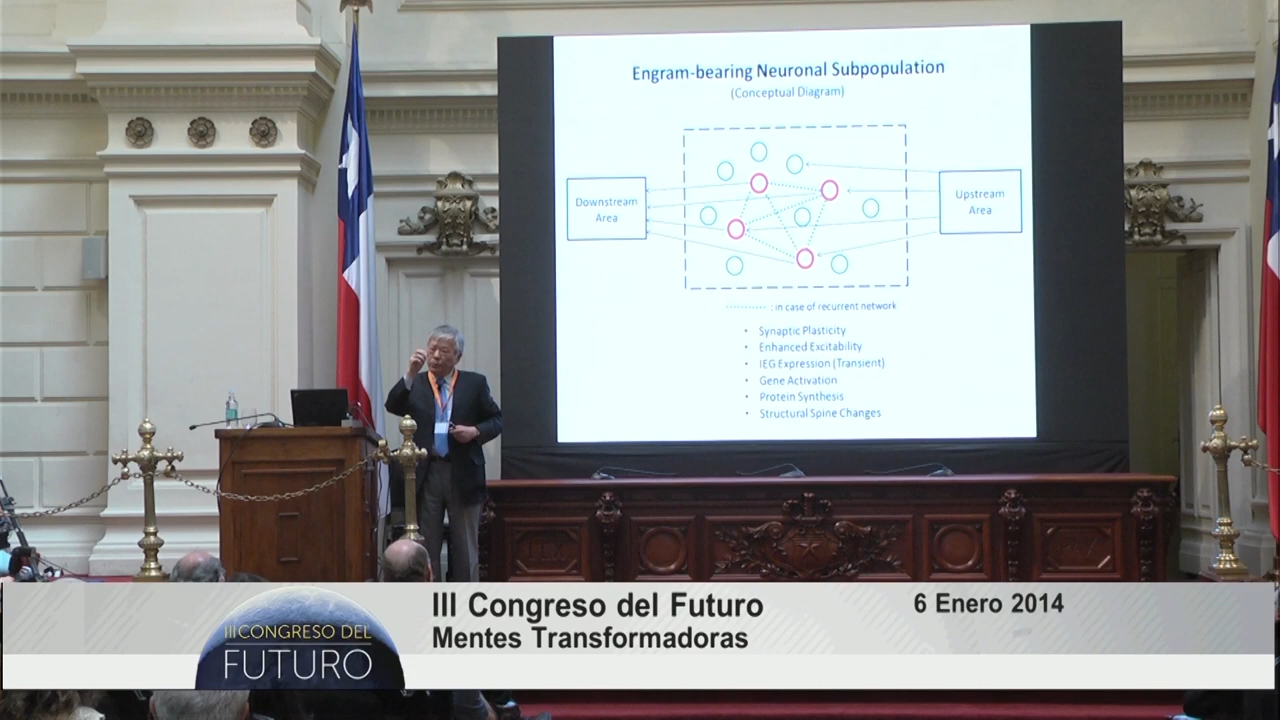 Engram-bearing Neuronal Subpopulation
(Conceptual Diagram)
Downstream
Area
Upstream
Area
: in case of recurrent network
• Synaptic Plasticity
• Enhanced Excitability
• IEG Expression (Transient)
• Gene Activation
• Protein Synthesis
• Structural Spine Changes
III CONGRESO DEL
FUTURO
III Congreso del Futuro
Mentes Transformadoras
6 Enero 2014